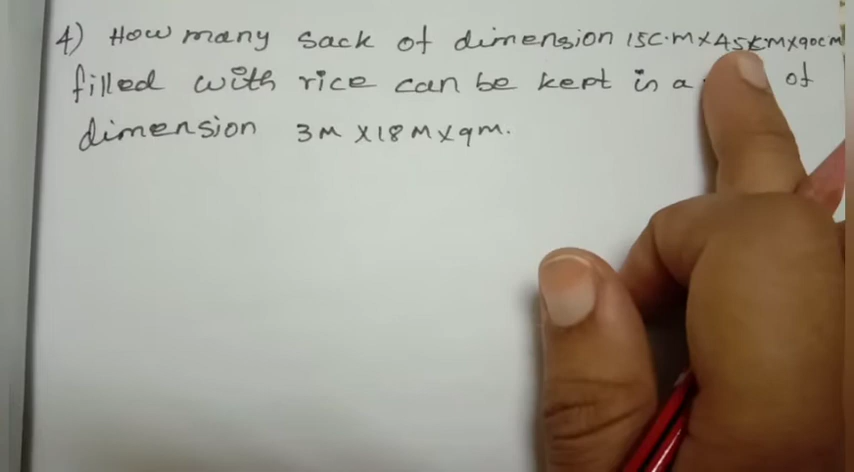 4) How many sack of dimension 15C.M X 45CM X 90CM
filled with rice can be kept in a of
dimension 3M X 18M X 9M.